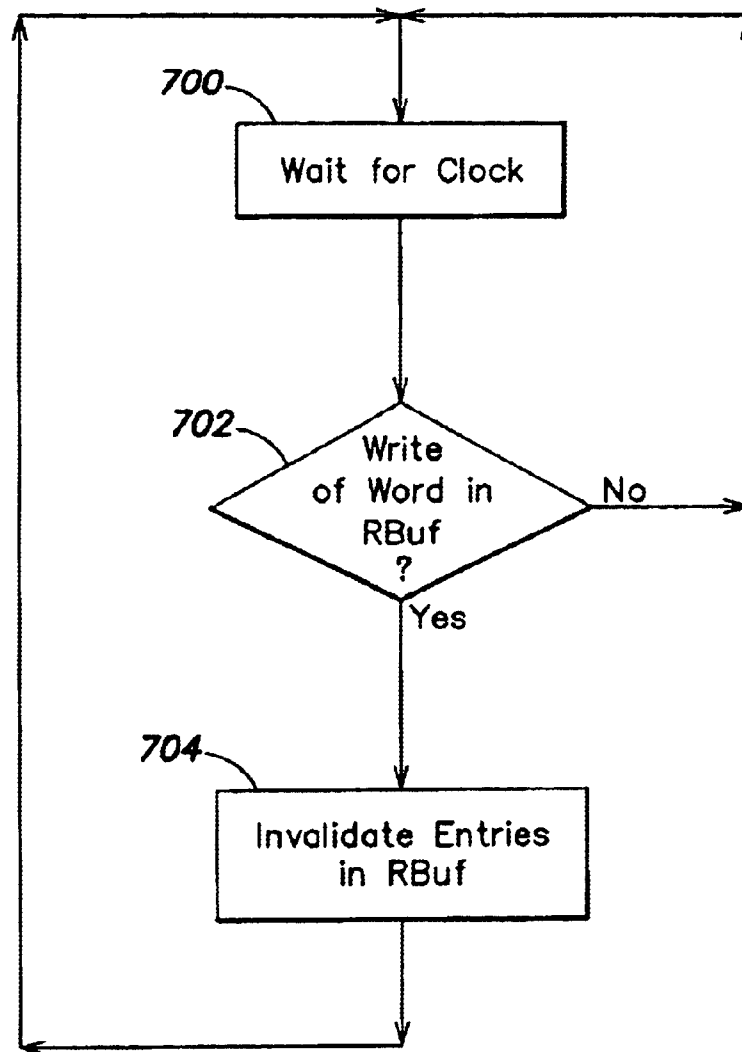 700
Wait for Clock
702
Write
of Word in
RBuf
?
No
Yes
704
Invalidate Entries
in RBuf